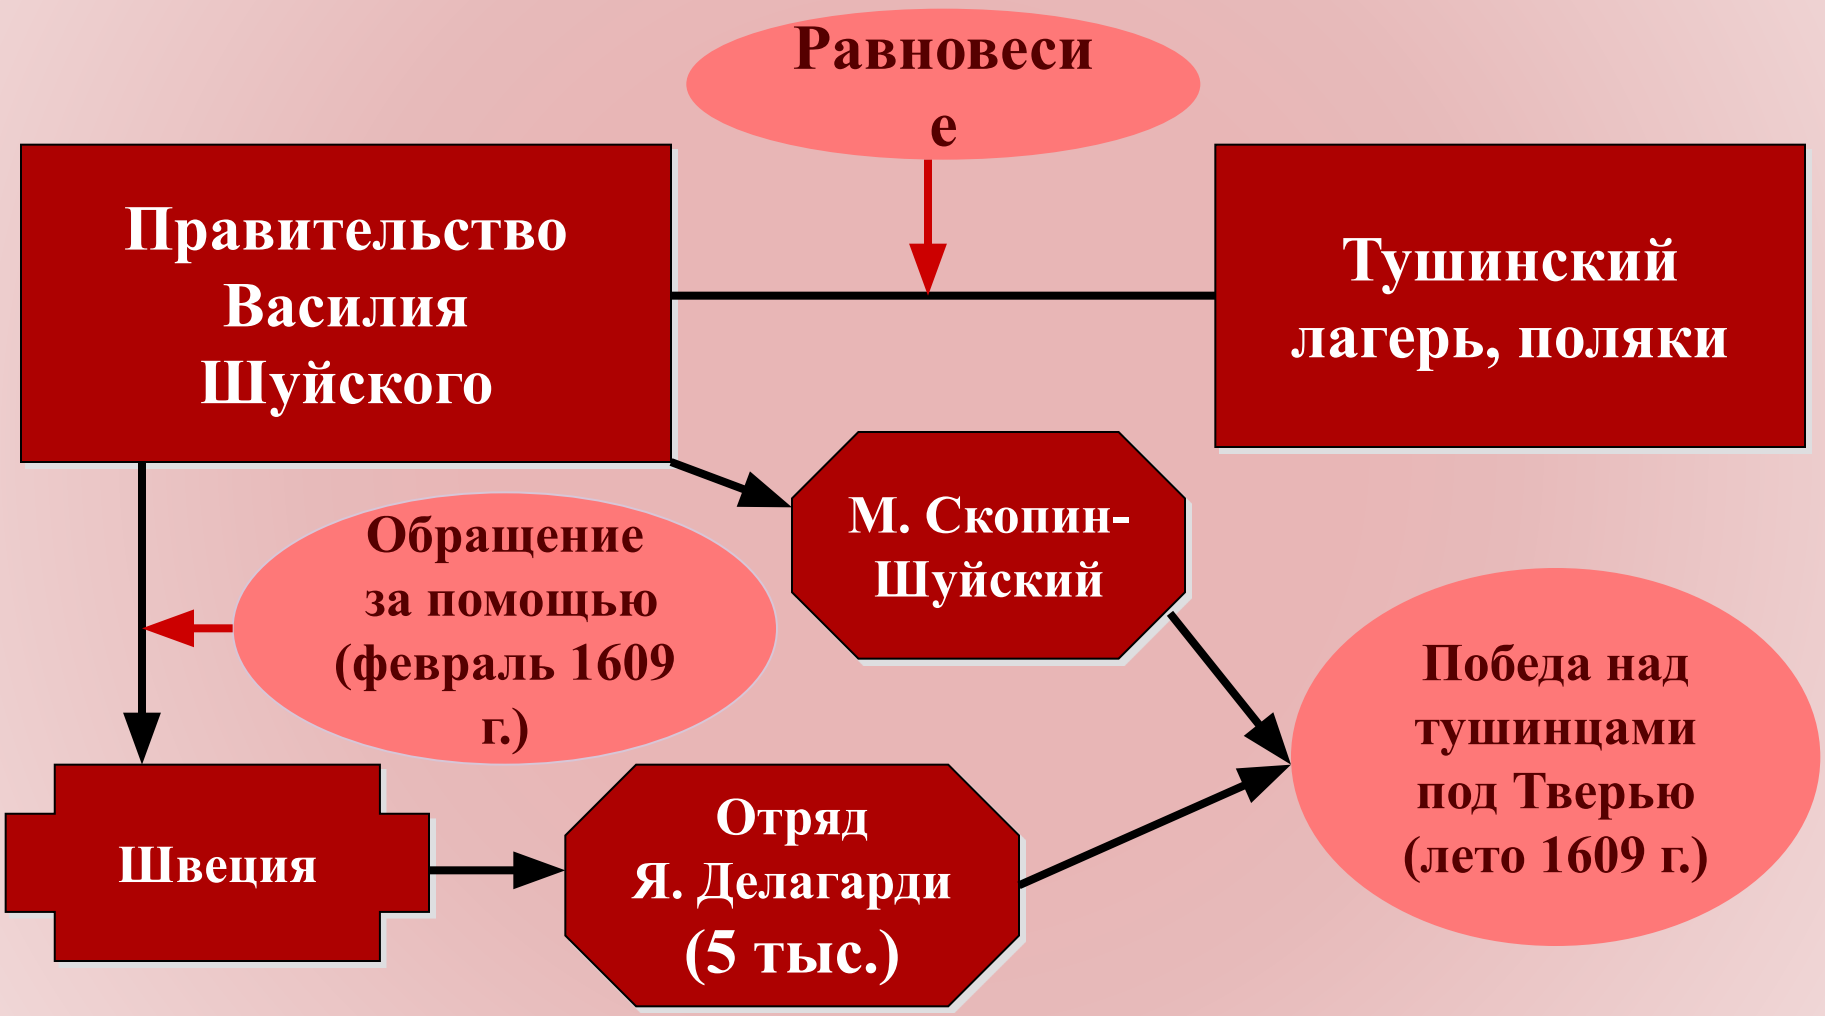 Равновеси
е
Правительство
Василия
Шуйского
Тушинский
лагерь, поляки
М. Скопин-
Шуйский
Обращение
за помощью
(февраль 1609
г.)
Победа над
тушинцами
под Тверью
(лето 1609 г.)
Швеция
Отряд
Я. Делагарди
(5 тыс.)